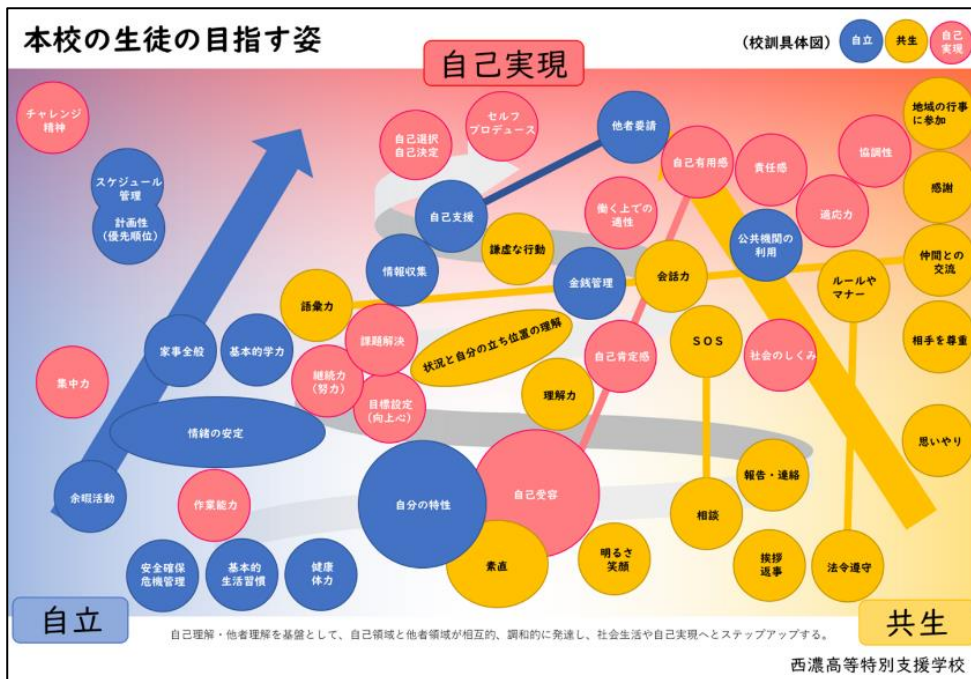 本校の生徒の目指す姿
(校訓具体図)
自立
共生
自己
実現
自己実現
チャレンジ
精神
スケジュール
管理
計画性
(優先順位)
自己選択
自己決定
セルフ
プロデュース
他者要請
自己有用感
責任感
協調性
地域の行事
に参加
感謝
自己支援
働く上での
適性
適応力
公共機関の
利用
謙虚な行動
情報収集
金銭管理
会話力
ルールや
マナー
仲間との
交流
語彙力
家事全般
基本的学力
課題解決
状況と自分の立ち位置の理解
自己肯定感
SOS
社会のしくみ
相手を尊重
集中力
継続力
(努力)
目標設定
(向上心)
理解力
情緒の安定
思いやり
余暇活動
作業能力
自分の特性
自己受容
報告・連絡
相談
安全確保
危機管理
基本的
生活習慣
健康
体力
素直
明るさ
笑顔
挨拶
返事
法令遵守
自立
共生
自己理解・他者理解を基盤として、自己領域と他者領域が相互的、調和的に発達し、社会生活や自己実現へとステップアップする。
西濃高等特別支援学校